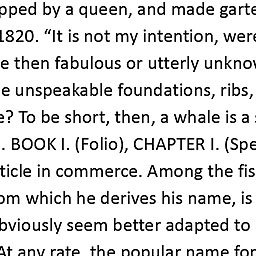 pped by a queen, and made garte
1820. “It is not my intention, were
e then fabulous or utterly unknow
e unspeakable foundations, ribs,
e? To be short, then, a whale is a s
. BOOK I. (Folio), CHAPTER I. (Spe
ticle in commerce. Among the fis
om which he derives his name, is
bviously seem better adapted to
At any rate, the popular name for